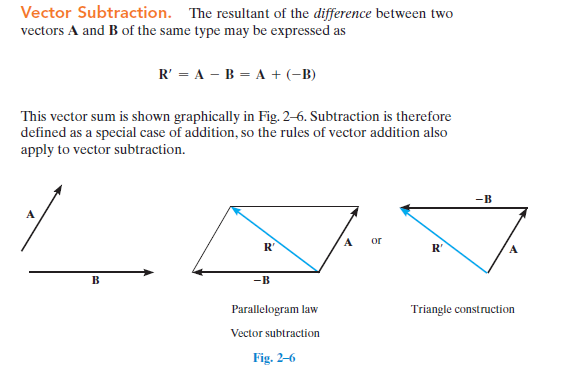 Vector Subtraction. The resultant of the difference between two
vectors A and B of the same type may be expressed as
R' = A − B = A + (−B)
This vector sum is shown graphically in Fig. 2–6. Subtraction is therefore
defined as a special case of addition, so the rules of vector addition also
apply to vector subtraction.
A
B
R'
A
−B
or
−B
R'
A
Parallelogram law
Vector subtraction
Triangle construction
Fig. 2–6